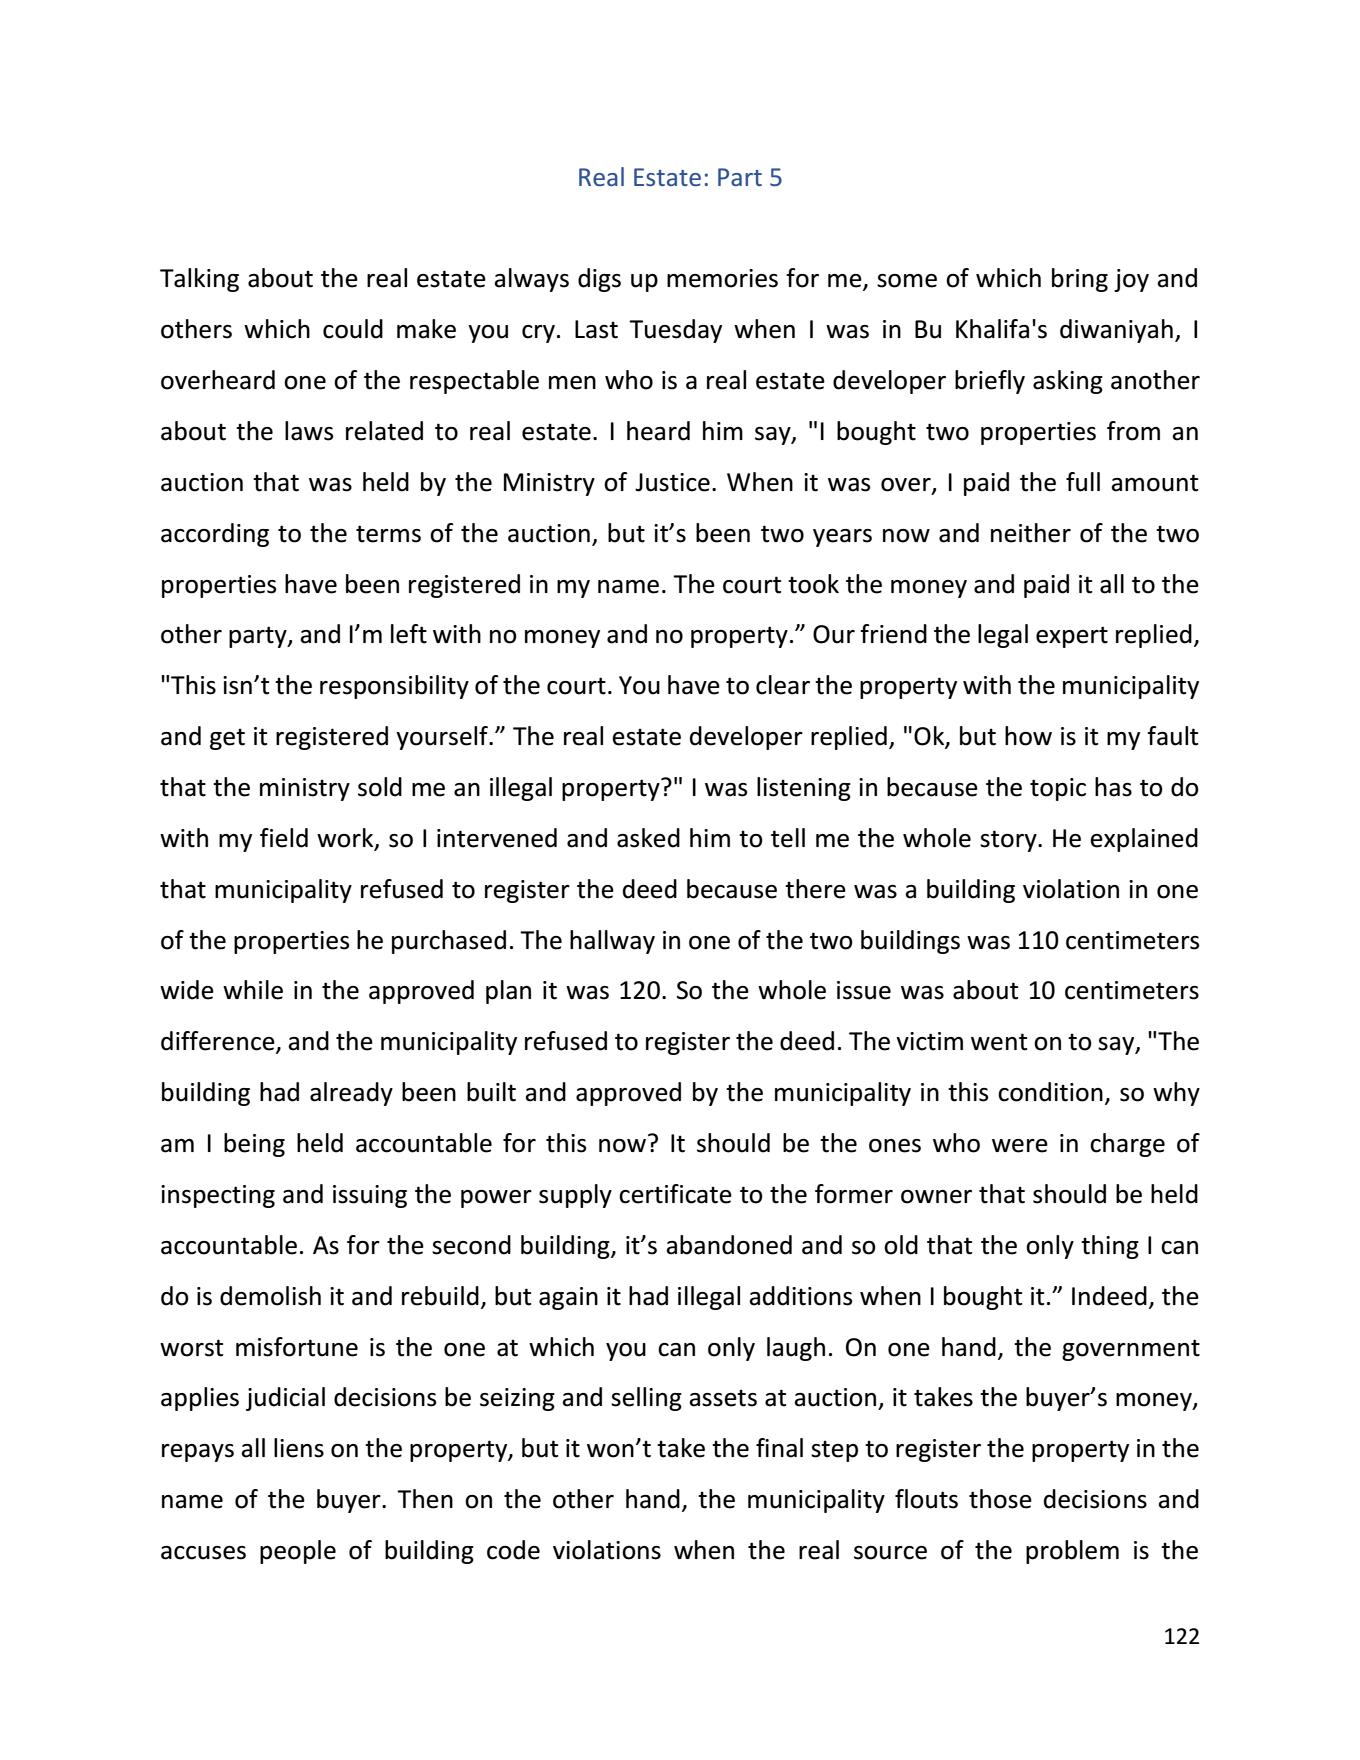 Real Estate: Part 5
Talking about the real estate always digs up memories for me, some of which bring joy and
others which could make you cry. Last Tuesday when I was in Bu Khalifa's diwaniyah, I
overheard one of the respectable men who is a real estate developer briefly asking another
about the laws related to real estate. I heard him say, "I bought two properties from an
auction that was held by the Ministry of Justice. When it was over, I paid the full amount
according to the terms of the auction, but it’s been two years now and neither of the two
properties have been registered in my name. The court took the money and paid it all to the
other party, and I’m left with no money and no property.” Our friend the legal expert replied,
"This isn’t the responsibility of the court. You have to clear the property with the municipality
and get it registered yourself.” The real estate developer replied, "Ok, but how is it my fault
that the ministry sold me an illegal property?" I was listening in because the topic has to do
with my field work, so I intervened and asked him to tell me the whole story. He explained
that municipality refused to register the deed because there was a building violation in one
of the properties he purchased. The hallway in one of the two buildings was 110 centimeters
wide while in the approved plan it was 120. So the whole issue was about 10 centimeters
difference, and the municipality refused to register the deed. The victim went on to say, "The
building had already been built and approved by the municipality in this condition, so why
am I being held accountable for this now? It should be the ones who were in charge of
inspecting and issuing the power supply certificate to the former owner that should be held
accountable. As for the second building, it’s abandoned and so old that the only thing I can
do is demolish it and rebuild, but again it had illegal additions when I bought it.” Indeed, the
worst misfortune is the one at which you can only laugh. On one hand, the government
applies judicial decisions be seizing and selling assets at auction, it takes the buyer’s money,
repays all liens on the property, but it won’t take the final step to register the property in the
name of the buyer. Then on the other hand, the municipality flouts those decisions and
accuses people of building code violations when the real source of the problem is the
122